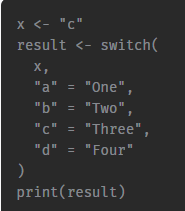 x <- "c"
result <- switch(
  x,
  "a" = "One",
  "b" = "Two",
  "c" = "Three",
  "d" = "Four"
)
print(result)